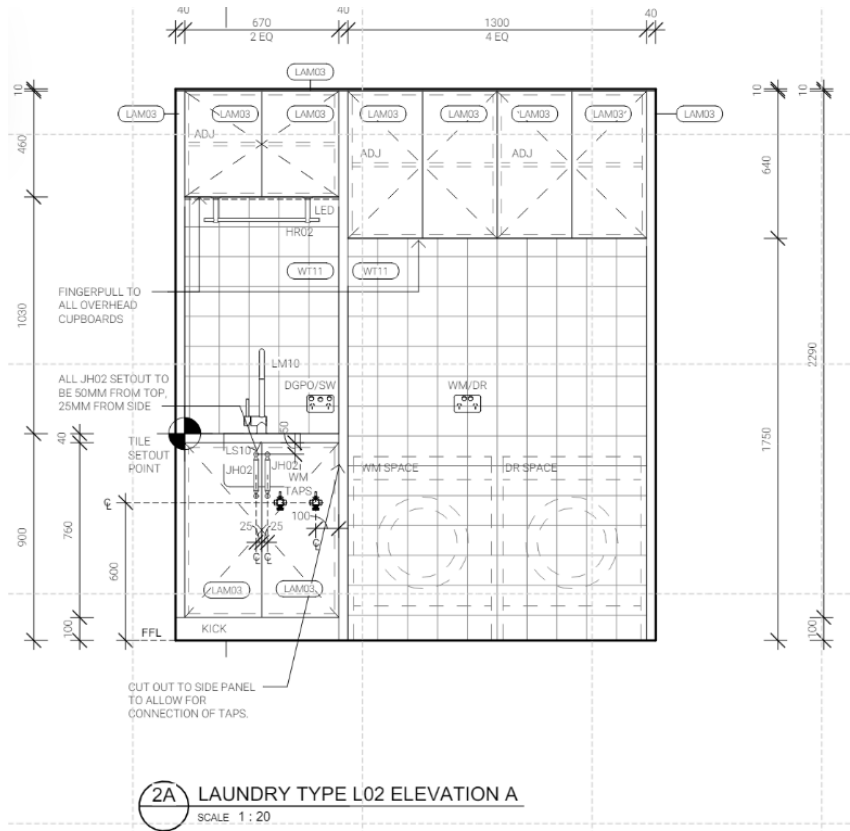 40 670 40 1300 40
2 EQ 4 EQ
LAM03
10 LAM03 LAM03 LAM03 LAM03 LAM03 LAM03 LAM03 LAM03 10 10
460 ADJ ADJ ADJ 640
LED
HR02
WT11 WT11
FINGERPULL TO
ALL OVERHEAD
CUPBOARDS
1030
LM10
2290
ALL JH02 SETOUT TO
BE 50MM FROM TOP,
25MM FROM SIDE
DGPO/SW WM/DR
40 50 1750
TILE
SETOUT
POINT
LS10
JH02 JH02
WM
TAPS
WM SPACE DR SPACE
℄
100
900 760 25 25
℄ ℄ ℄
600
LAM03 LAM03
100 FFL KICK 100
CUT OUT TO SIDE PANEL
TO ALLOW FOR
CONNECTION OF TAPS.
2A LAUNDRY TYPE L02 ELEVATION A
SCALE 1 : 20